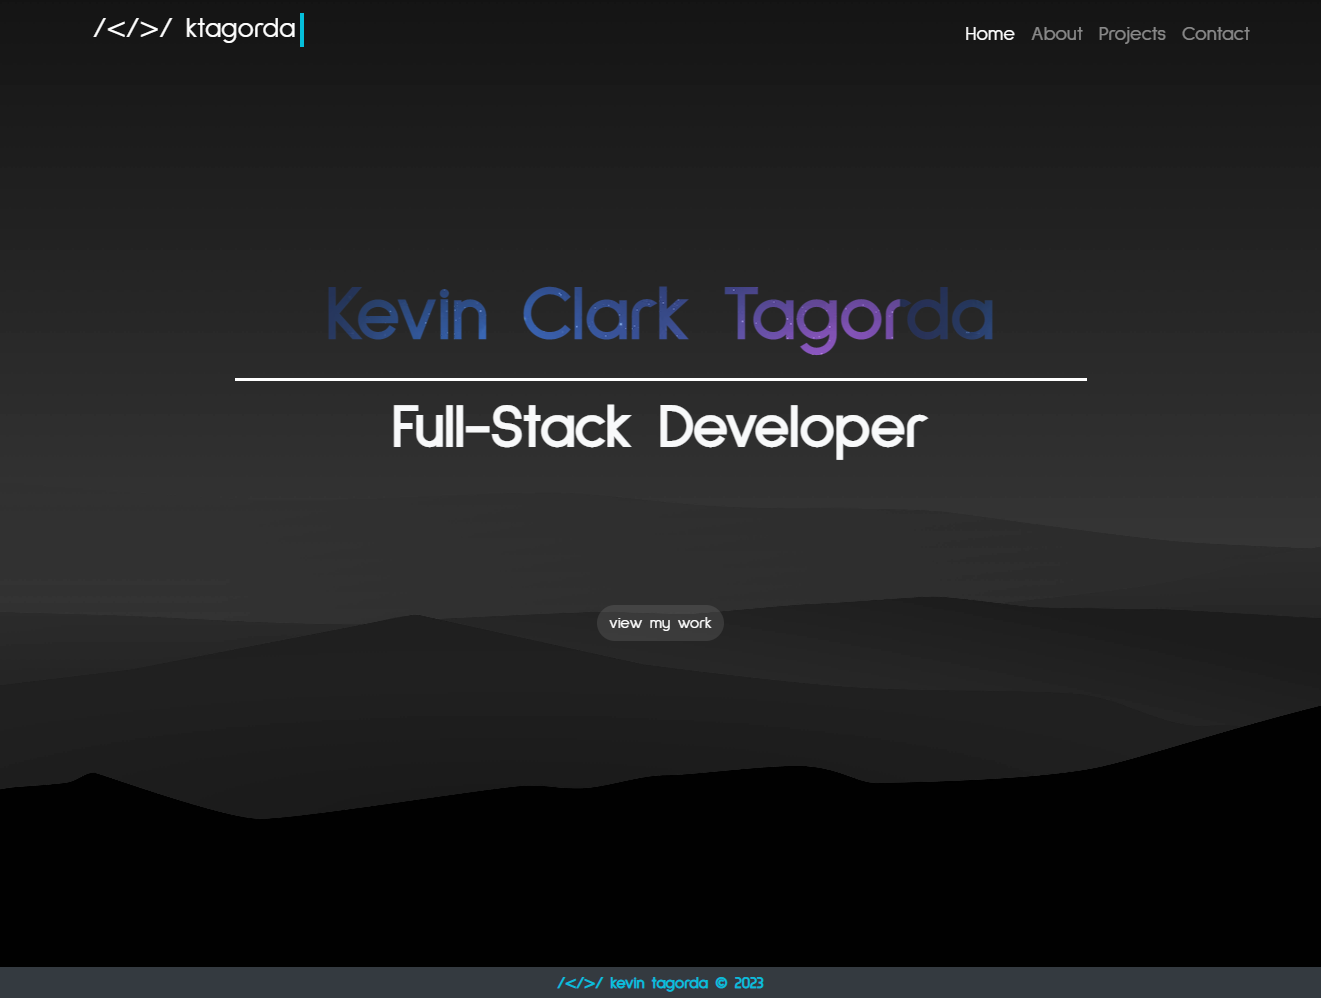 /</>/ ktagorda
Home About Projects Contact
Kevin Clark Tagorda
Full-Stack Developer
view my work
/</>/ kevin tagorda © 2023